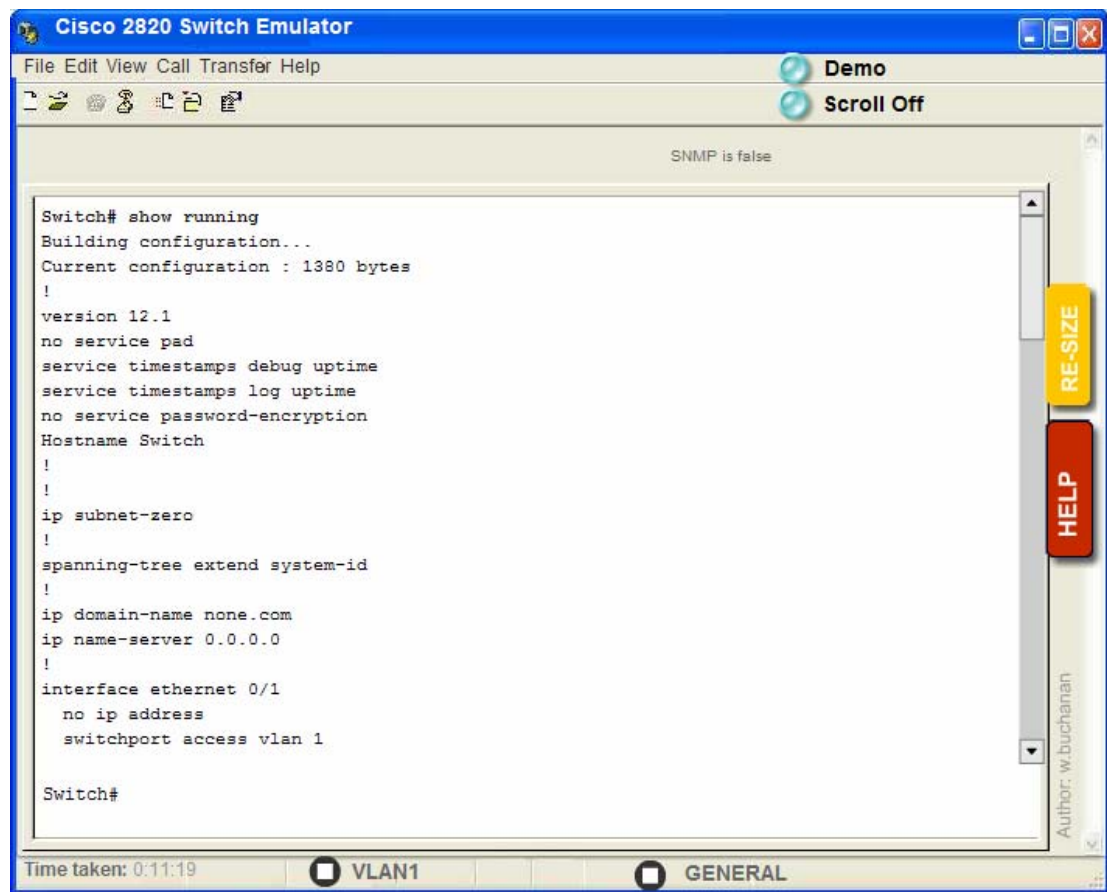 Cisco 2820 Switch Emulator
File Edit View Call Transfer Help
Demo
Scroll Off
SNMP is false
Switch# show running
Building configuration...
Current configuration : 1380 bytes
!
version 12.1
no service pad
service timestamps debug uptime
service timestamps log uptime
no service password-encryption
Hostname Switch
!
!
ip subnet-zero
!
spanning-tree extend system-id
!
ip domain-name none.com
ip name-server 0.0.0.0
!
interface ethernet 0/1
no ip address
switchport access vlan 1
Switch#
RE-SIZE
HELP
Author: w.buchanan
Time taken: 0:11:19
VLAN1
GENERAL